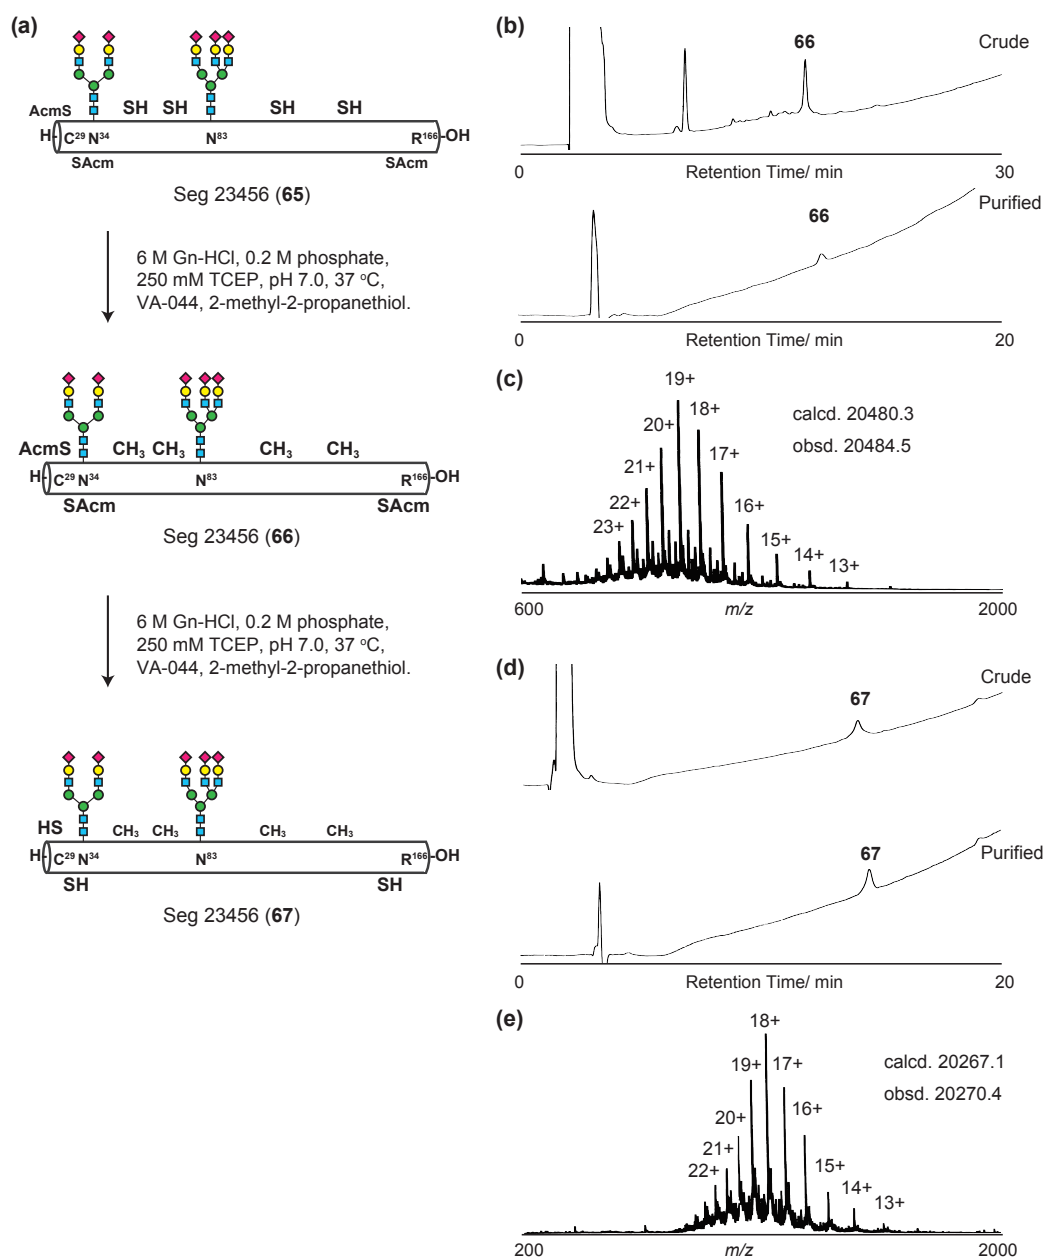 (a)
AcmS SH SH SH SH
H- C²⁹ N³⁴ N⁸³ R¹⁶⁶ -OH
SAcm SAcm
Seg 23456 (65)
6 M Gn-HCl, 0.2 M phosphate,
250 mM TCEP, pH 7.0, 37 °C,
VA-044, 2-methyl-2-propanethiol.
AcmS CH₃ CH₃ CH₃ CH₃
H- C²⁹ N³⁴ N⁸³ R¹⁶⁶ -OH
SAcm SAcm
Seg 23456 (66)
6 M Gn-HCl, 0.2 M phosphate,
250 mM TCEP, pH 7.0, 37 °C,
VA-044, 2-methyl-2-propanethiol.
HS CH₃ CH₃ CH₃ CH₃
H- C²⁹ N³⁴ N⁸³ R¹⁶⁶ -OH
SH SH
Seg 23456 (67)
(b)
66 Crude
0 Retention Time/ min 30
66 Purified
0 Retention Time/ min 20
(c)
19+
18+
20+
17+
21+
22+
16+
23+
15+
14+
13+
calcd. 20480.3
obsd. 20484.5
600 m/z 2000
(d)
67 Crude
67 Purified
0 Retention Time/ min 20
(e)
18+
19+ 17+
20+ 16+
21+
22+ 15+
14+
13+
calcd. 20267.1
obsd. 20270.4
200 m/z 2000